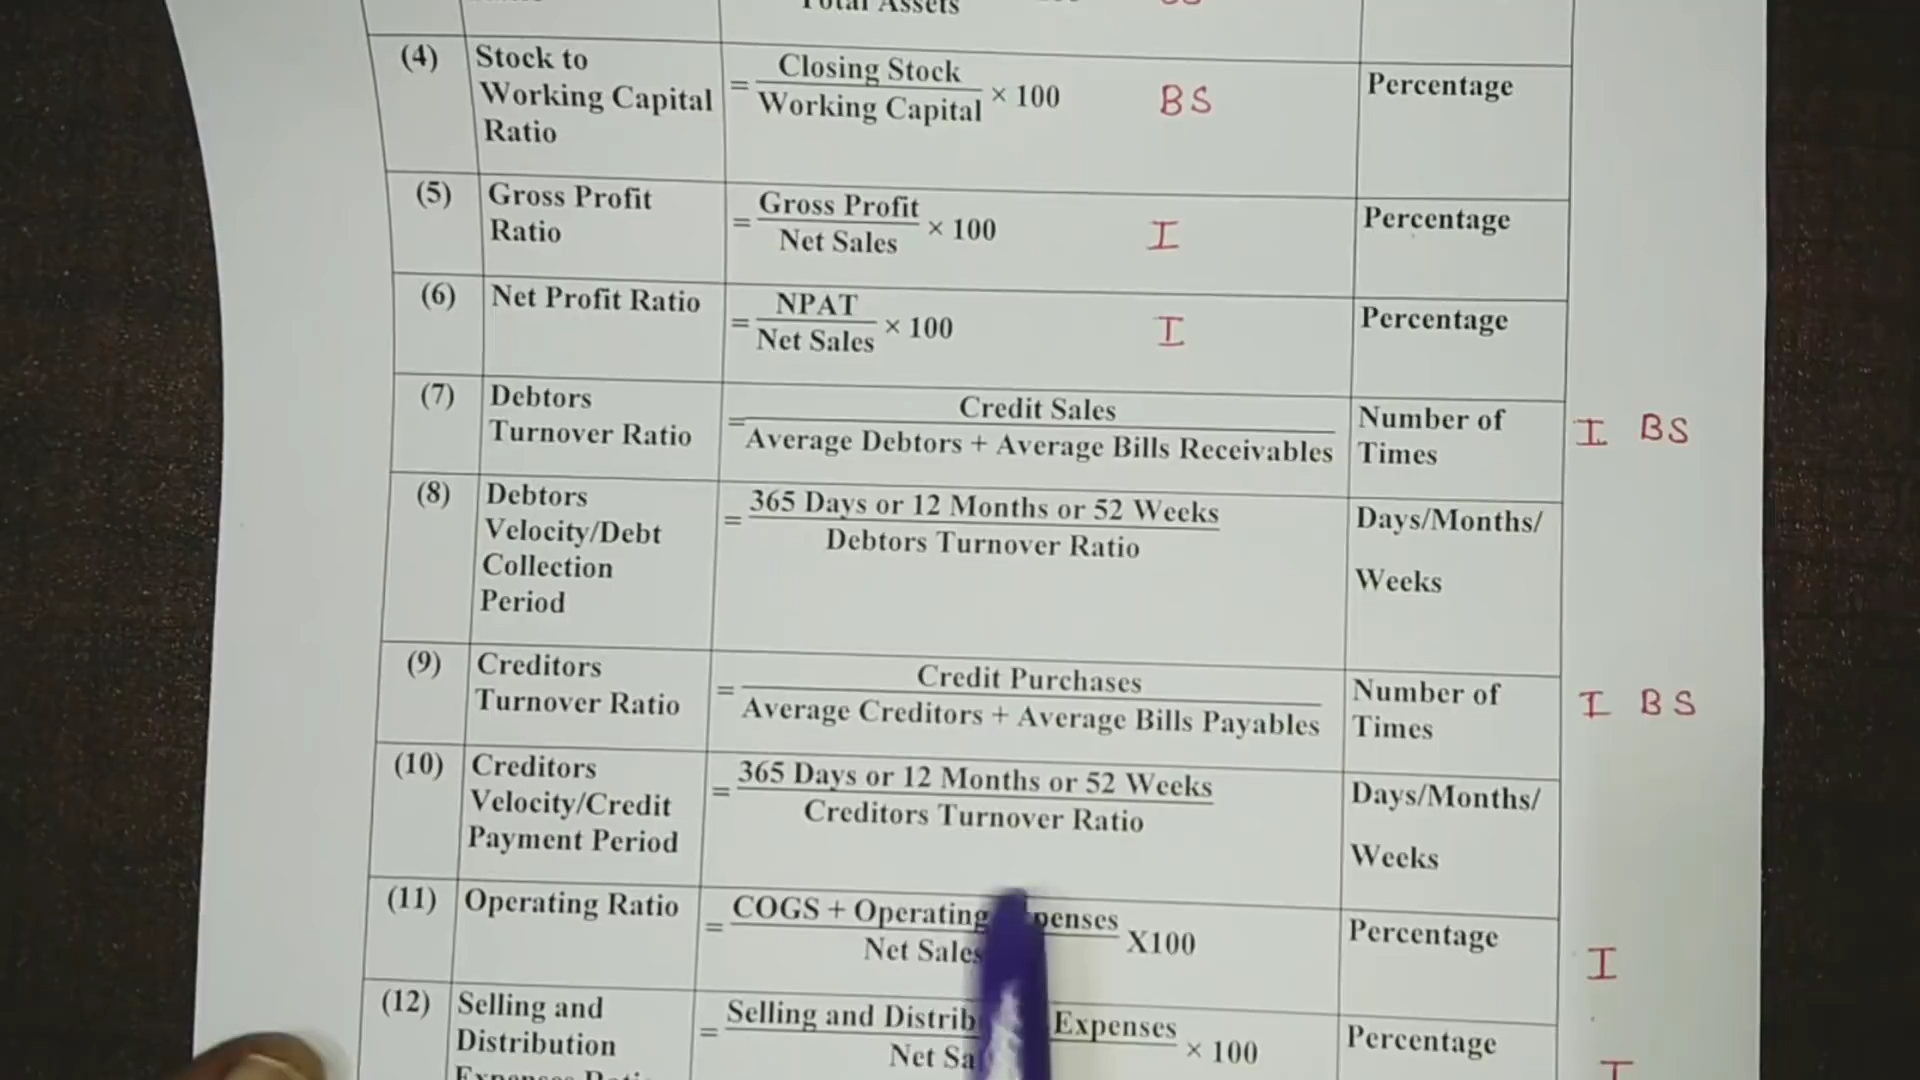 Total Assets
(4) Stock to Working Capital Ratio
= Closing Stock
Working Capital × 100
BS
Percentage
(5) Gross Profit Ratio
= Gross Profit
Net Sales × 100
I
Percentage
(6) Net Profit Ratio
= NPAT
Net Sales × 100
I
Percentage
(7) Debtors Turnover Ratio
= Credit Sales
Average Debtors + Average Bills Receivables
Number of Times
I BS
(8) Debtors Velocity/Debt Collection Period
= 365 Days or 12 Months or 52 Weeks
Debtors Turnover Ratio
Days/Months/
Weeks
(9) Creditors Turnover Ratio
= Credit Purchases
Average Creditors + Average Bills Payables
Number of Times
I BS
(10) Creditors Velocity/Credit Payment Period
= 365 Days or 12 Months or 52 Weeks
Creditors Turnover Ratio
Days/Months/
Weeks
(11) Operating Ratio
= COGS + Operating penses
Net Sales X100
Percentage
I
(12) Selling and Distribution
= Selling and Distrib Expenses
Net Sa × 100
Percentage
I